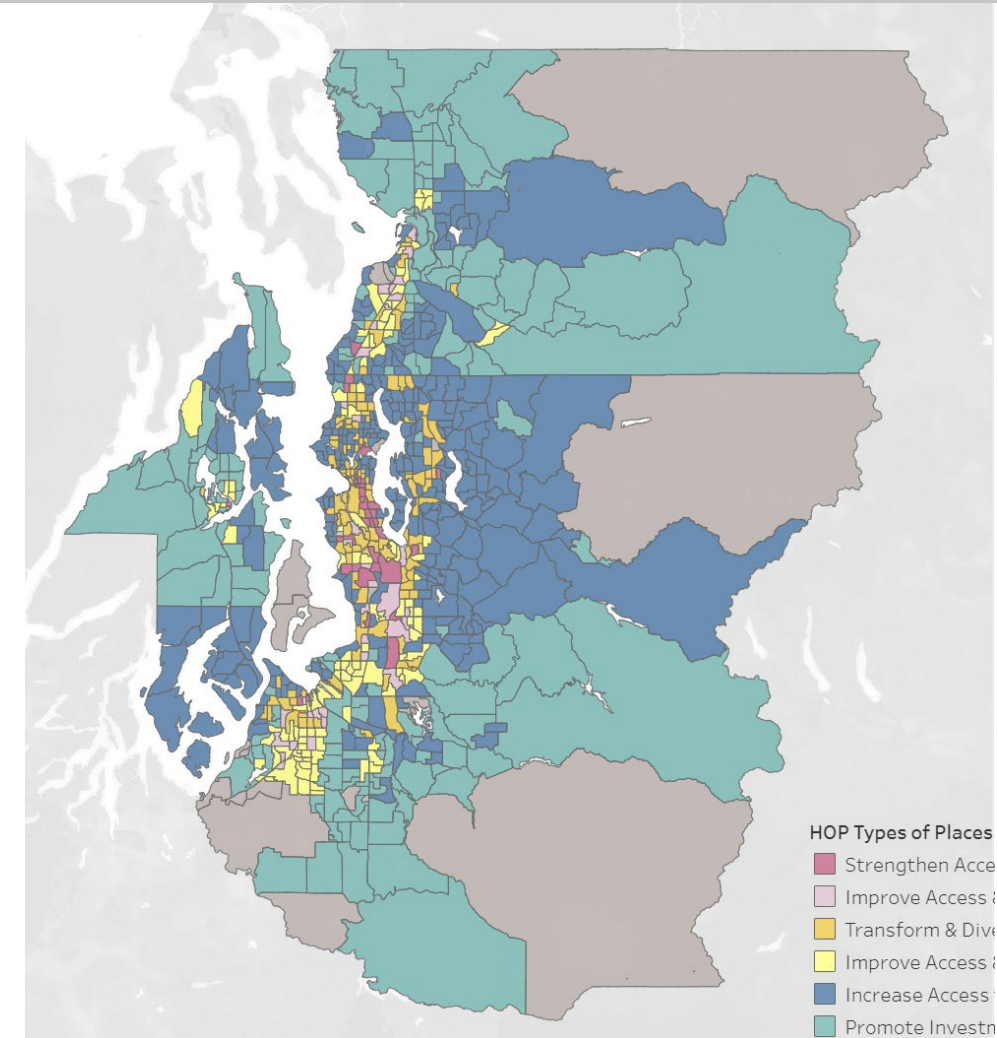 HOP Types of Places
Strengthen Acce
Improve Access &
Transform & Dive
Improve Access &
Increase Access
Promote Investm